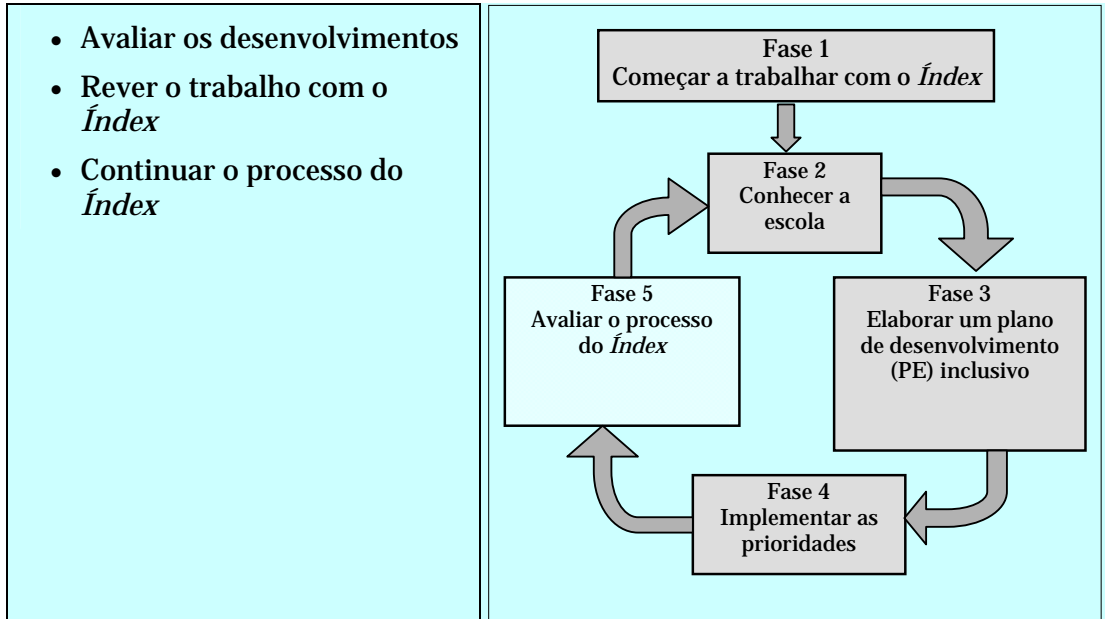 • Avaliar os desenvolvimentos
• Rever o trabalho com o
Índex
• Continuar o processo do
Índex
Fase 1
Começar a trabalhar com o Índex
Fase 2
Conhecer a
escola
Fase 3
Elaborar um plano
de desenvolvimento
(PE) inclusivo
Fase 4
Implementar as
prioridades
Fase 5
Avaliar o processo
do Índex